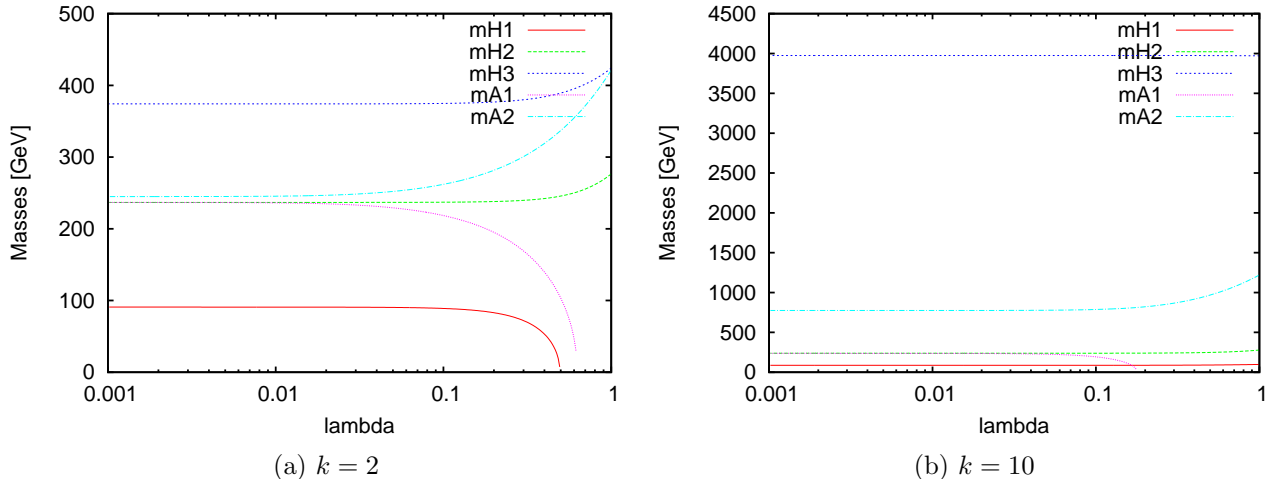 500
400
300
200
100
0
Masses [GeV]
mH1
mH2
mH3
mA1
mA2
0.001
0.01
0.1
1
lambda
(a) k = 2
4500
4000
3500
3000
2500
2000
1500
1000
500
0
Masses [GeV]
mH1
mH2
mH3
mA1
mA2
0.001
0.01
0.1
1
lambda
(b) k = 10